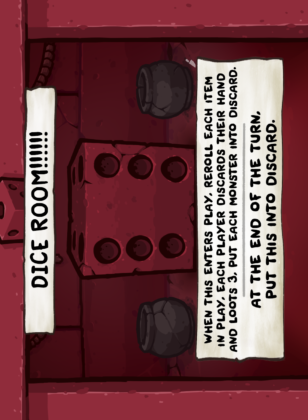 DICE ROOM!!!!!!
WHEN THIS ENTERS PLAY, REROLL EACH ITEM
IN PLAY, EACH PLAYER DISCARDS THEIR HAND
AND LOOTS 3, PUT EACH MONSTER INTO DISCARD.
AT THE END OF THE TURN,
PUT THIS INTO DISCARD.